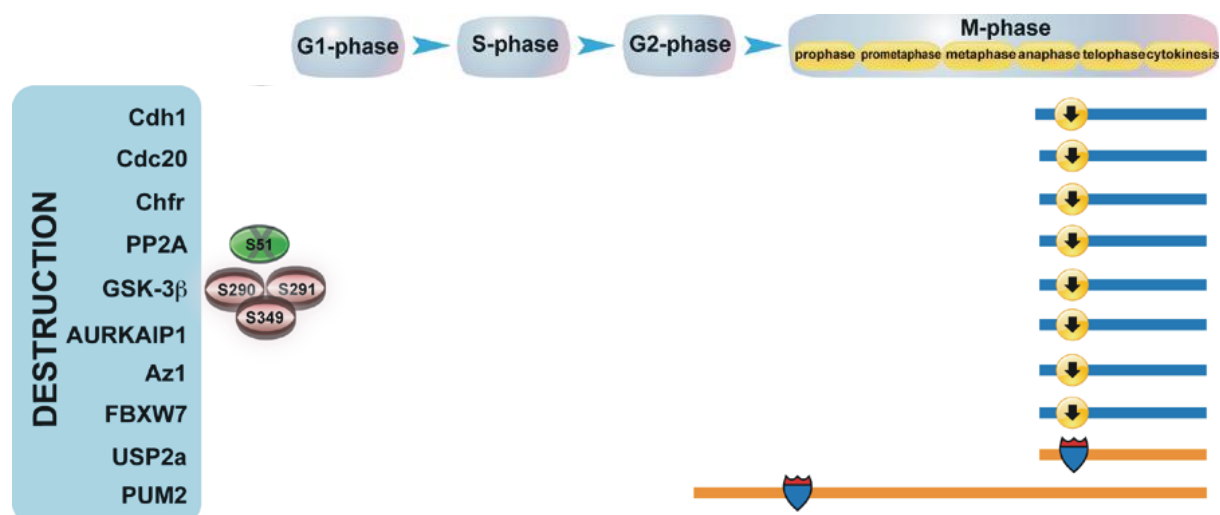 G1-phase
S-phase
G2-phase
M-phase
prophase
prometaphase
metaphase
anaphase
telophase
cytokinesis
DESTRUCTION
Cdh1
Cdc20
Chfr
PP2A
S51
GSK-3β
S290
S291
S349
AURKAIP1
Az1
FBXW7
USP2a
PUM2